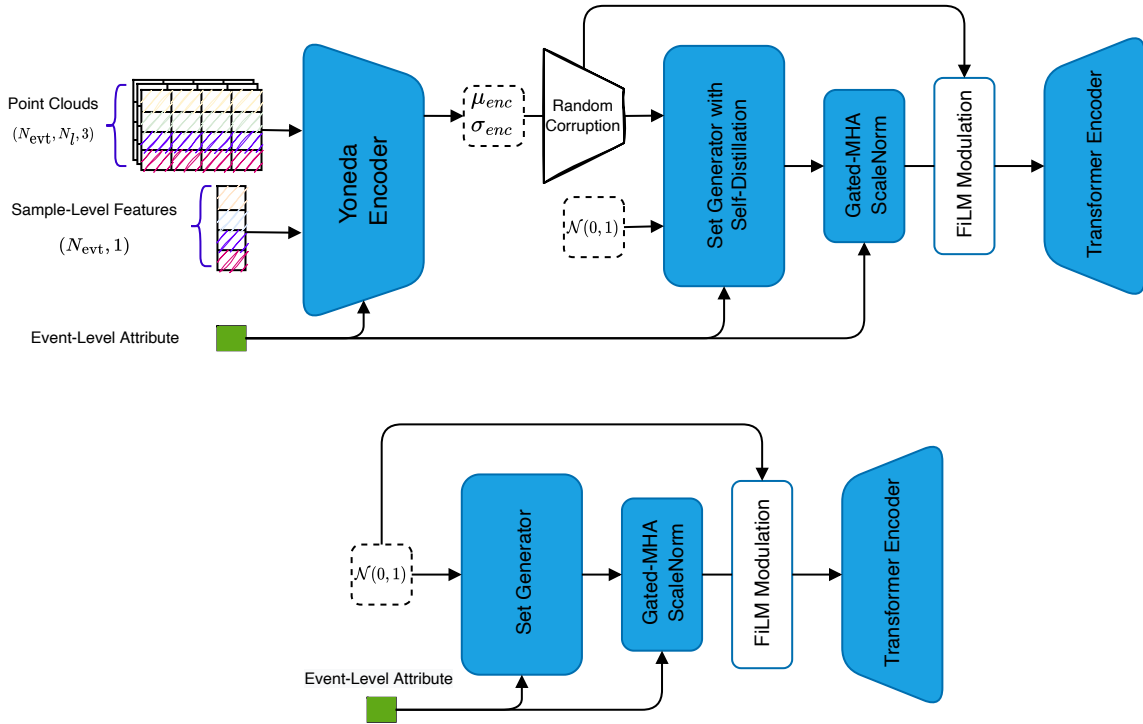 Point Clouds
(N_evt, N_l, 3)
Sample-Level Features
(N_evt, 1)
Event-Level Attribute
Yoneda
Encoder
μ_enc
σ_enc
Random
Corruption
𝒩(0, 1)
Set Generator with
Self-Distillation
Gated-MHA
ScaleNorm
FiLM Modulation
Transformer Encoder
𝒩(0, 1)
Set Generator
Gated-MHA
ScaleNorm
FiLM Modulation
Transformer Encoder
Event-Level Attribute